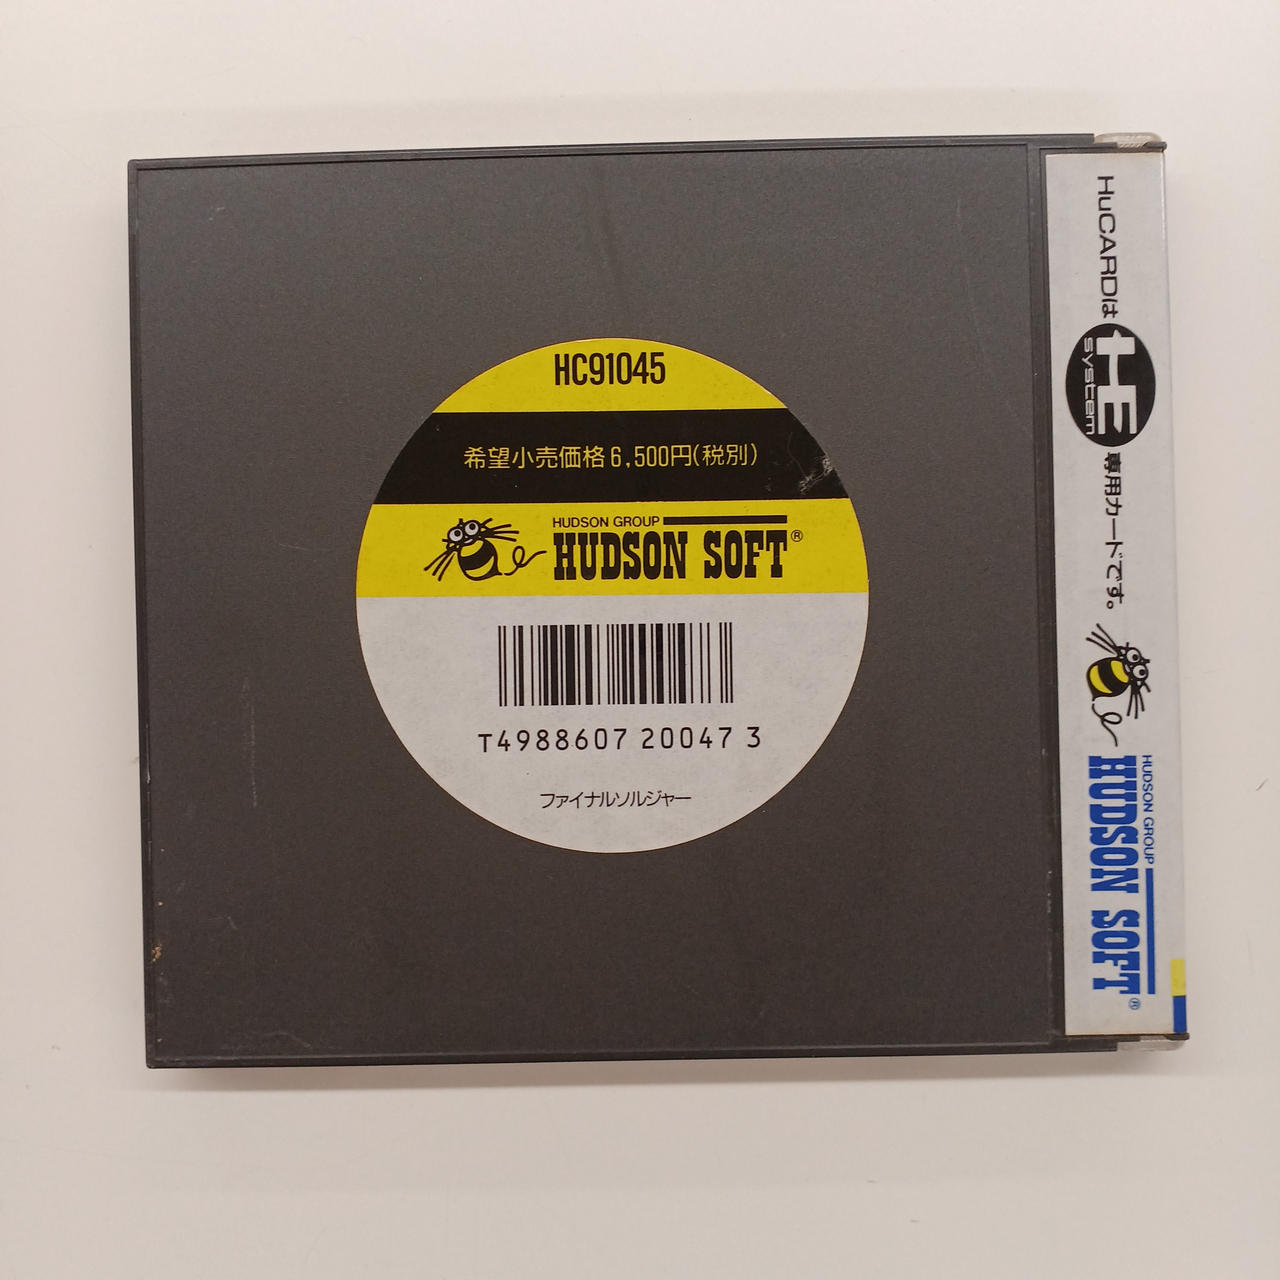 HC91045
希望小売価格6,500円(税別)
HUDSON GROUP
HUDSON SOFT®
T4988607 20047 3
ファイナルソルジャー
HuCARDは
HE
system
専用カードです。
HUDSON GROUP
HUDSON SOFT®